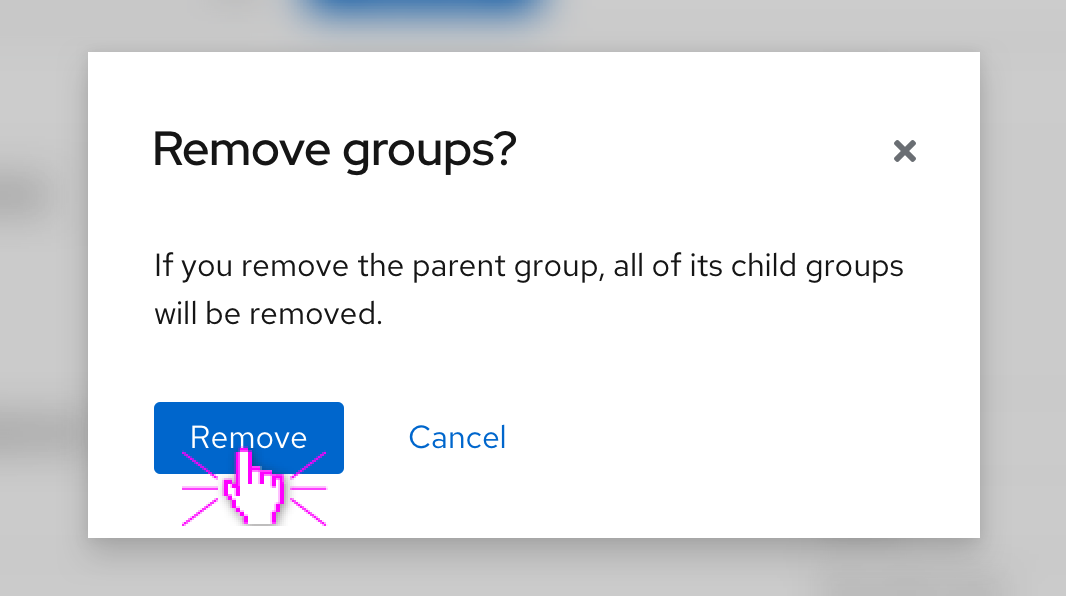 Remove groups?
If you remove the parent group, all of its child groups
will be removed.
Remove
Cancel